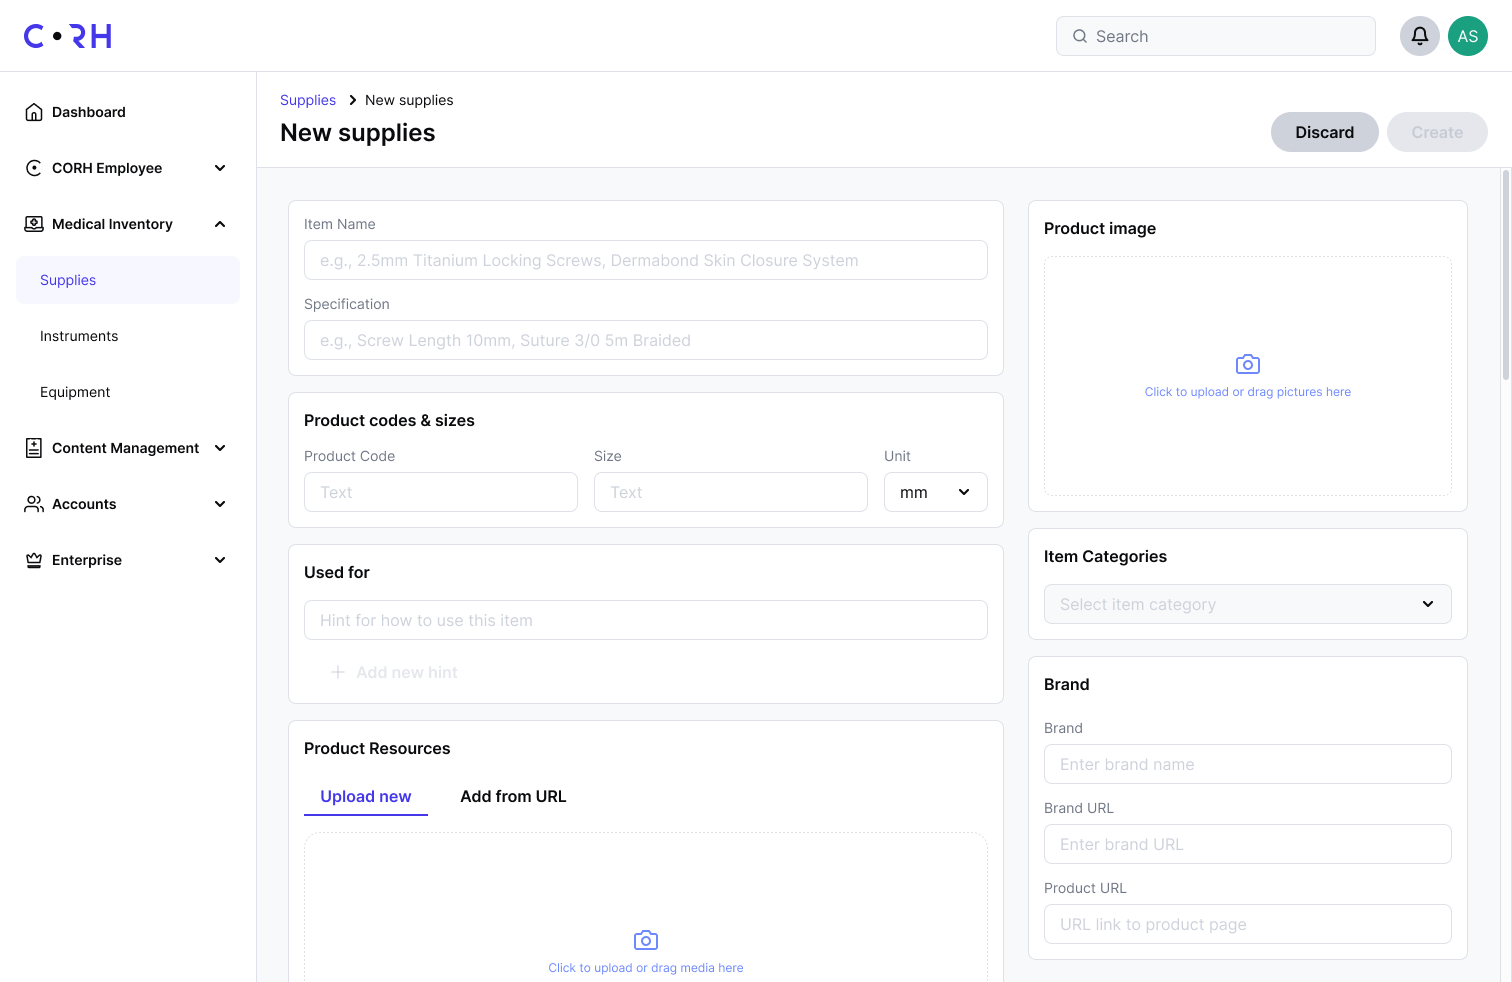 C•RH
Search
AS
Dashboard
CORH Employee
Medical Inventory
Supplies
Instruments
Equipment
Content Management
Accounts
Enterprise
Supplies > New supplies
New supplies
Discard
Create
Item Name
e.g., 2.5mm Titanium Locking Screws, Dermabond Skin Closure System
Specification
e.g., Screw Length 10mm, Suture 3/0 5m Braided
Product codes & sizes
Product Code Size Unit
Text Text mm
Used for
Hint for how to use this item
+ Add new hint
Product Resources
Upload new Add from URL
Click to upload or drag media here
Product image
Click to upload or drag pictures here
Item Categories
Select item category
Brand
Brand
Enter brand name
Brand URL
Enter brand URL
Product URL
URL link to product page